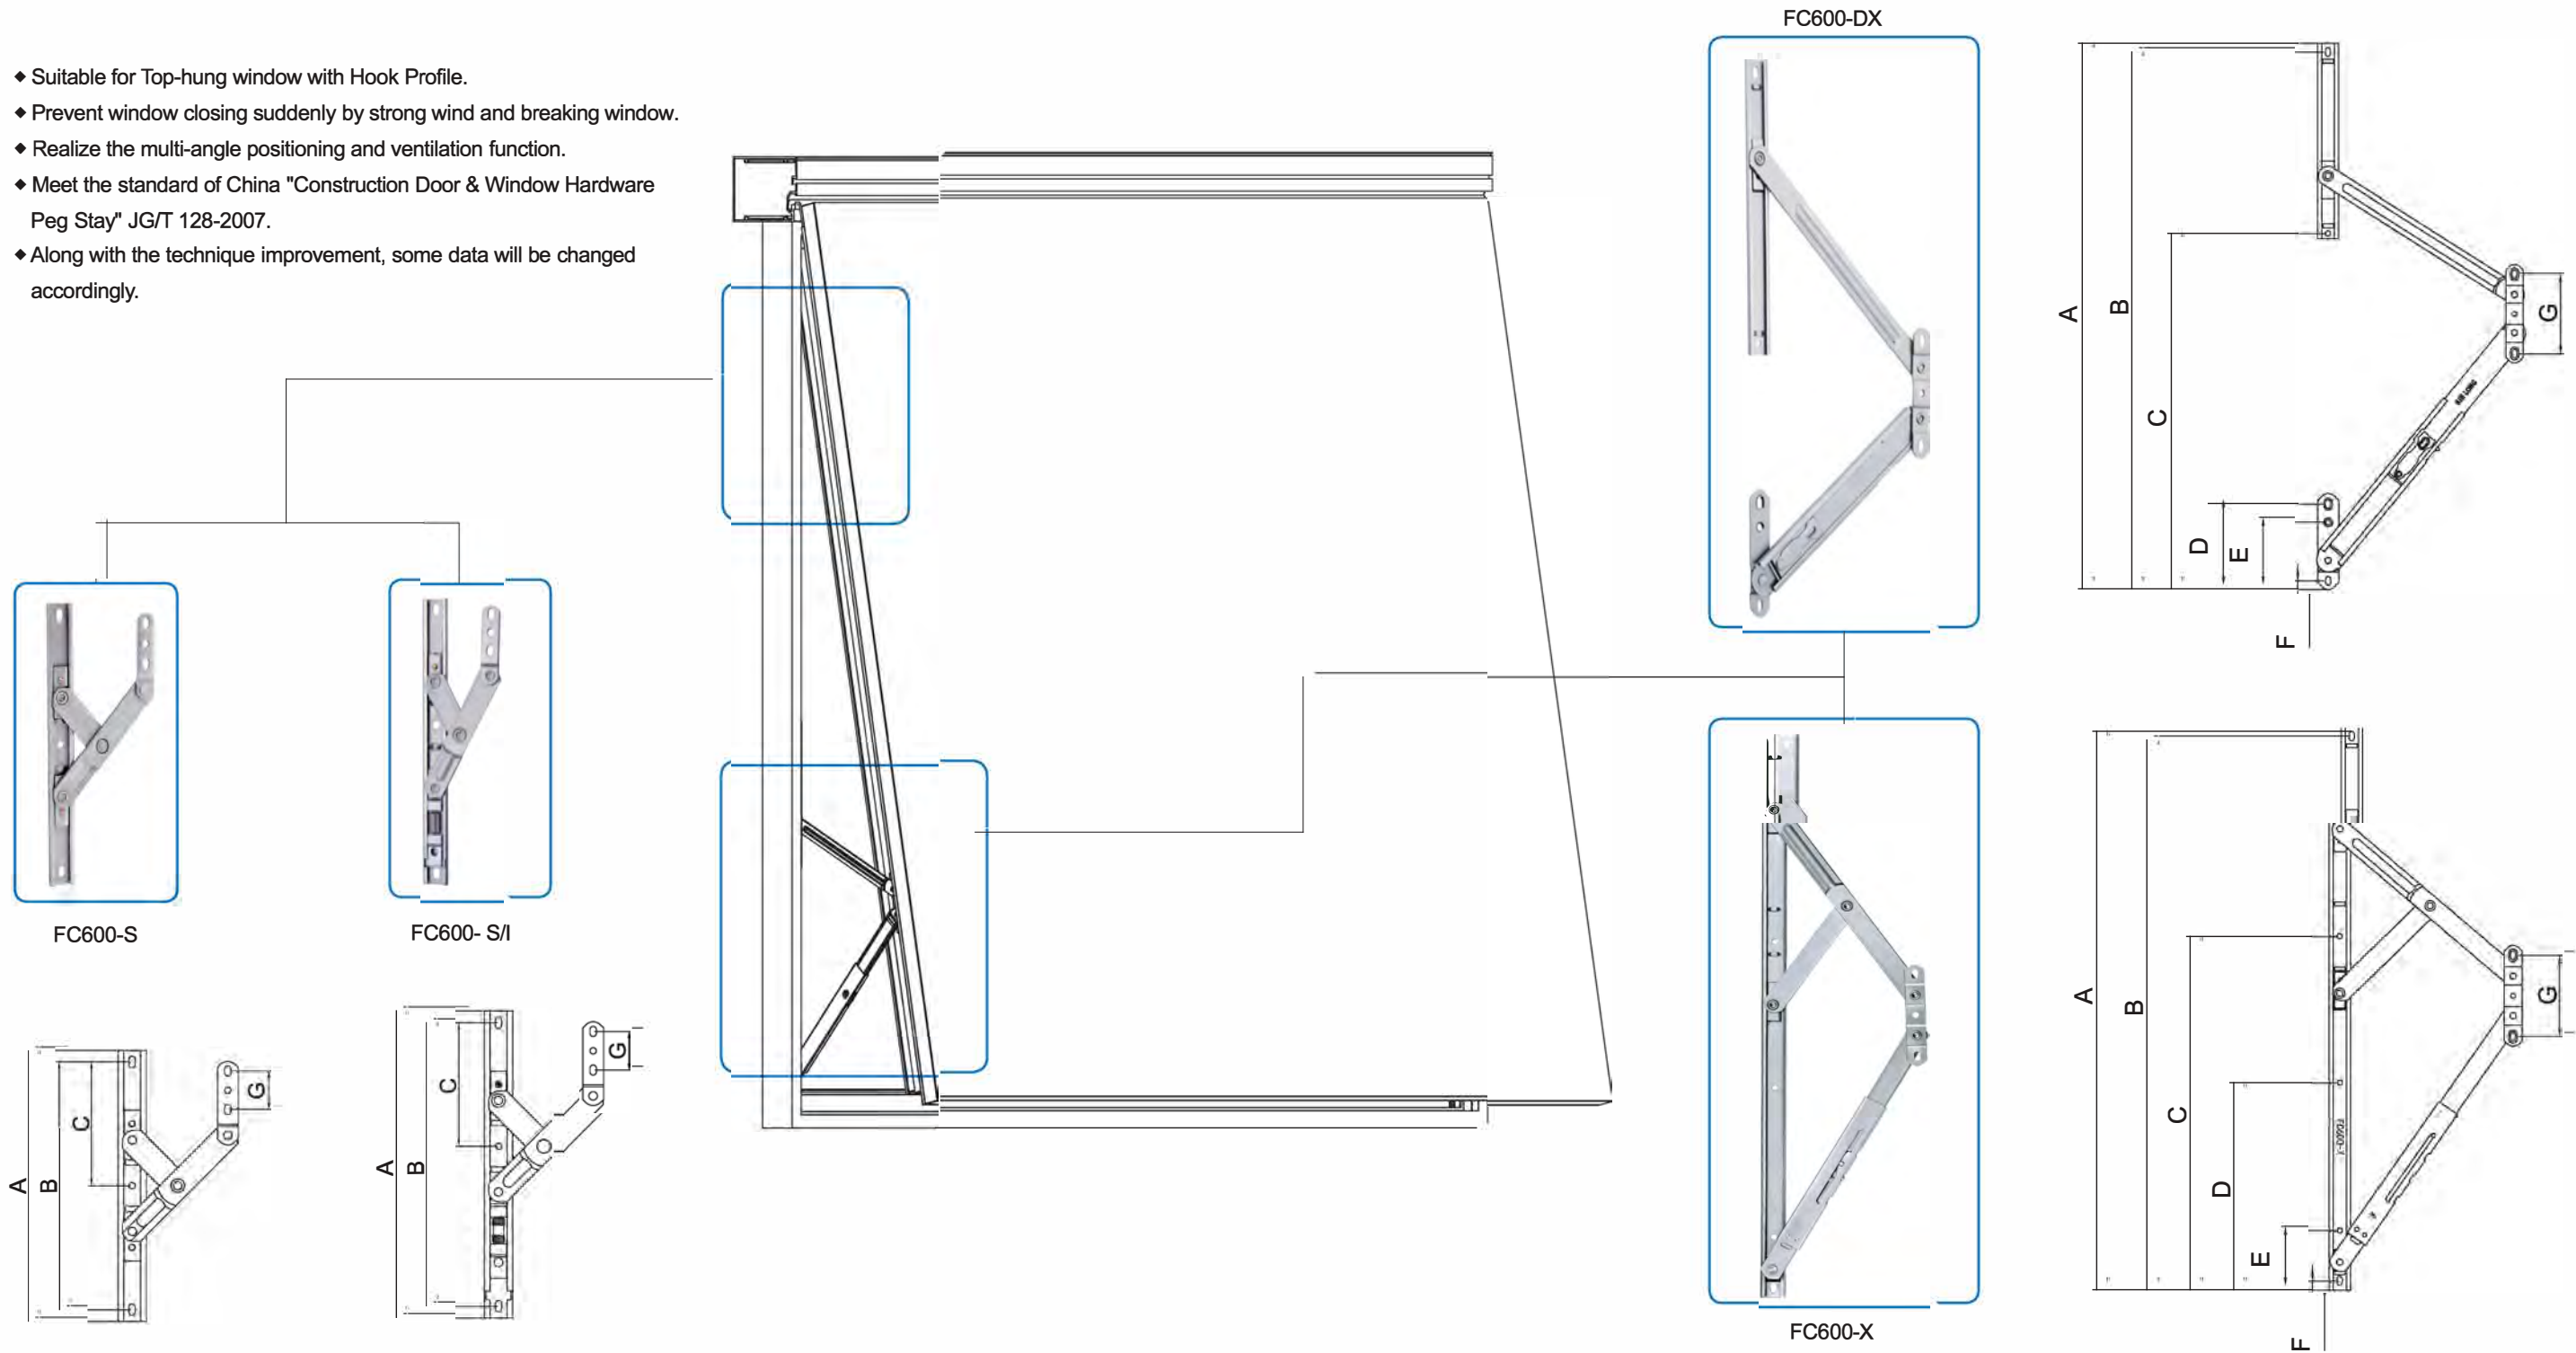 FC600-DX
◆ Suitable for Top-hung window with Hook Profile.
◆ Prevent window closing suddenly by strong wind and breaking window.
◆ Realize the multi-angle positioning and ventilation function.
◆ Meet the standard of China "Construction Door & Window Hardware
Peg Stay" JG/T 128-2007.
◆ Along with the technique improvement, some data will be changed
accordingly.
A
B
C
G
D
E
F
FC600-S
FC600- S/I
A
B
C
G
A
B
C
G
A
B
C
D
E
F
G
FC600-X
FC600-X